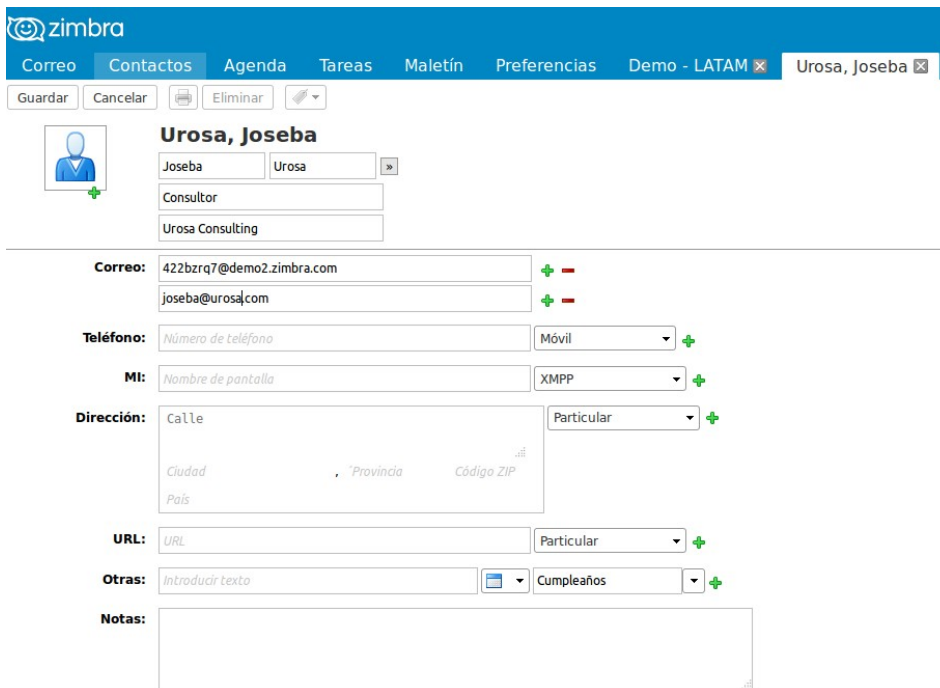 zimbra
Correo Contactos Agenda Tareas Maletín Preferencias Demo - LATAM Urosa, Joseba
Guardar Cancelar Eliminar
Urosa, Joseba
Joseba Urosa »
Consultor
Urosa Consulting
Correo: 422bzrq7@demo2.zimbra.com
joseba@urosa.com
Teléfono: Número de teléfono Móvil
MI: Nombre de pantalla XMPP
Dirección: Calle Particular
Ciudad , Provincia Código ZIP
País
URL: URL Particular
Otras: Introducir texto Cumpleaños
Notas: